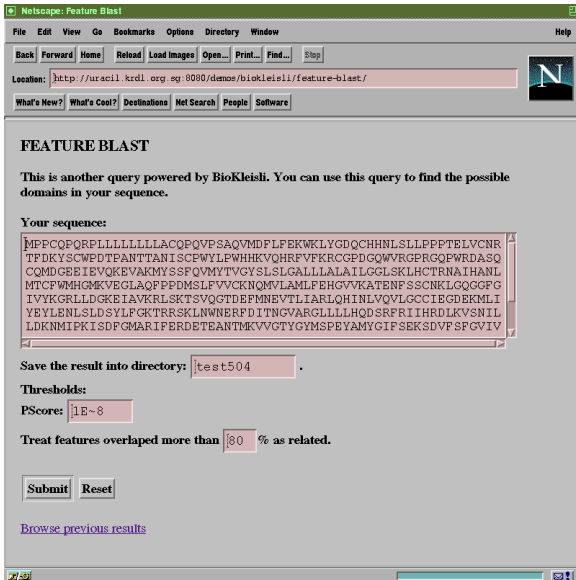 Netscape: Feature Blast
File Edit View Go Bookmarks Options Directory Window Help
Back Forward Home Reload Load Images Open... Print... Find... Stop
Location: http://uracil.krdl.org.sg:8080/demos/biokleisli/feature-blast/
N
What's New? What's Cool? Destinations Net Search People Software
FEATURE BLAST
This is another query powered by BioKleisli. You can use this query to find the possible
domains in your sequence.
Your sequence:
MPPCQPQRPLLLLLLLLACQPQVPSAQVMDFLFEKWKLYGDQCHHNLSLLPPPTELVCNR
TFDKYSCWPDTPANTTANISCPWYLPWHHKVQHRFVFKRCGPDGQWVRGPRGQPWRDASQ
CQMDGEEIEVQKEVAKMYSSFQVMYTVGYSLSLGALLLALAILGGLSKLHCTRNAIHANL
MTCFWMHGMKVEGLAQFPPDMSLFVVCKNQMVLAMLFEHGVVKATENFSSCNKLGQGGFG
IVYKGRLLDGKEIAVKRLSKTSVQGTDEFMNEVTLIARLQHINLVQVLGCCIEGDEKMLI
YEYLENLSLDSYLFGKTRRSKLNWNERFDITNGVARGLLLLHQDSRFRIIHRDLKVSNIL
LDKNMIPKISDFGMARIFERDETEANTMKVVGTYGYMSPEYAMYGIFSEKSDVFSFGVIV
Save the result into directory: test504 .
Thresholds:
PScore: 1E~8
Treat features overlaped more than 80 % as related.
Submit Reset
Browse previous results